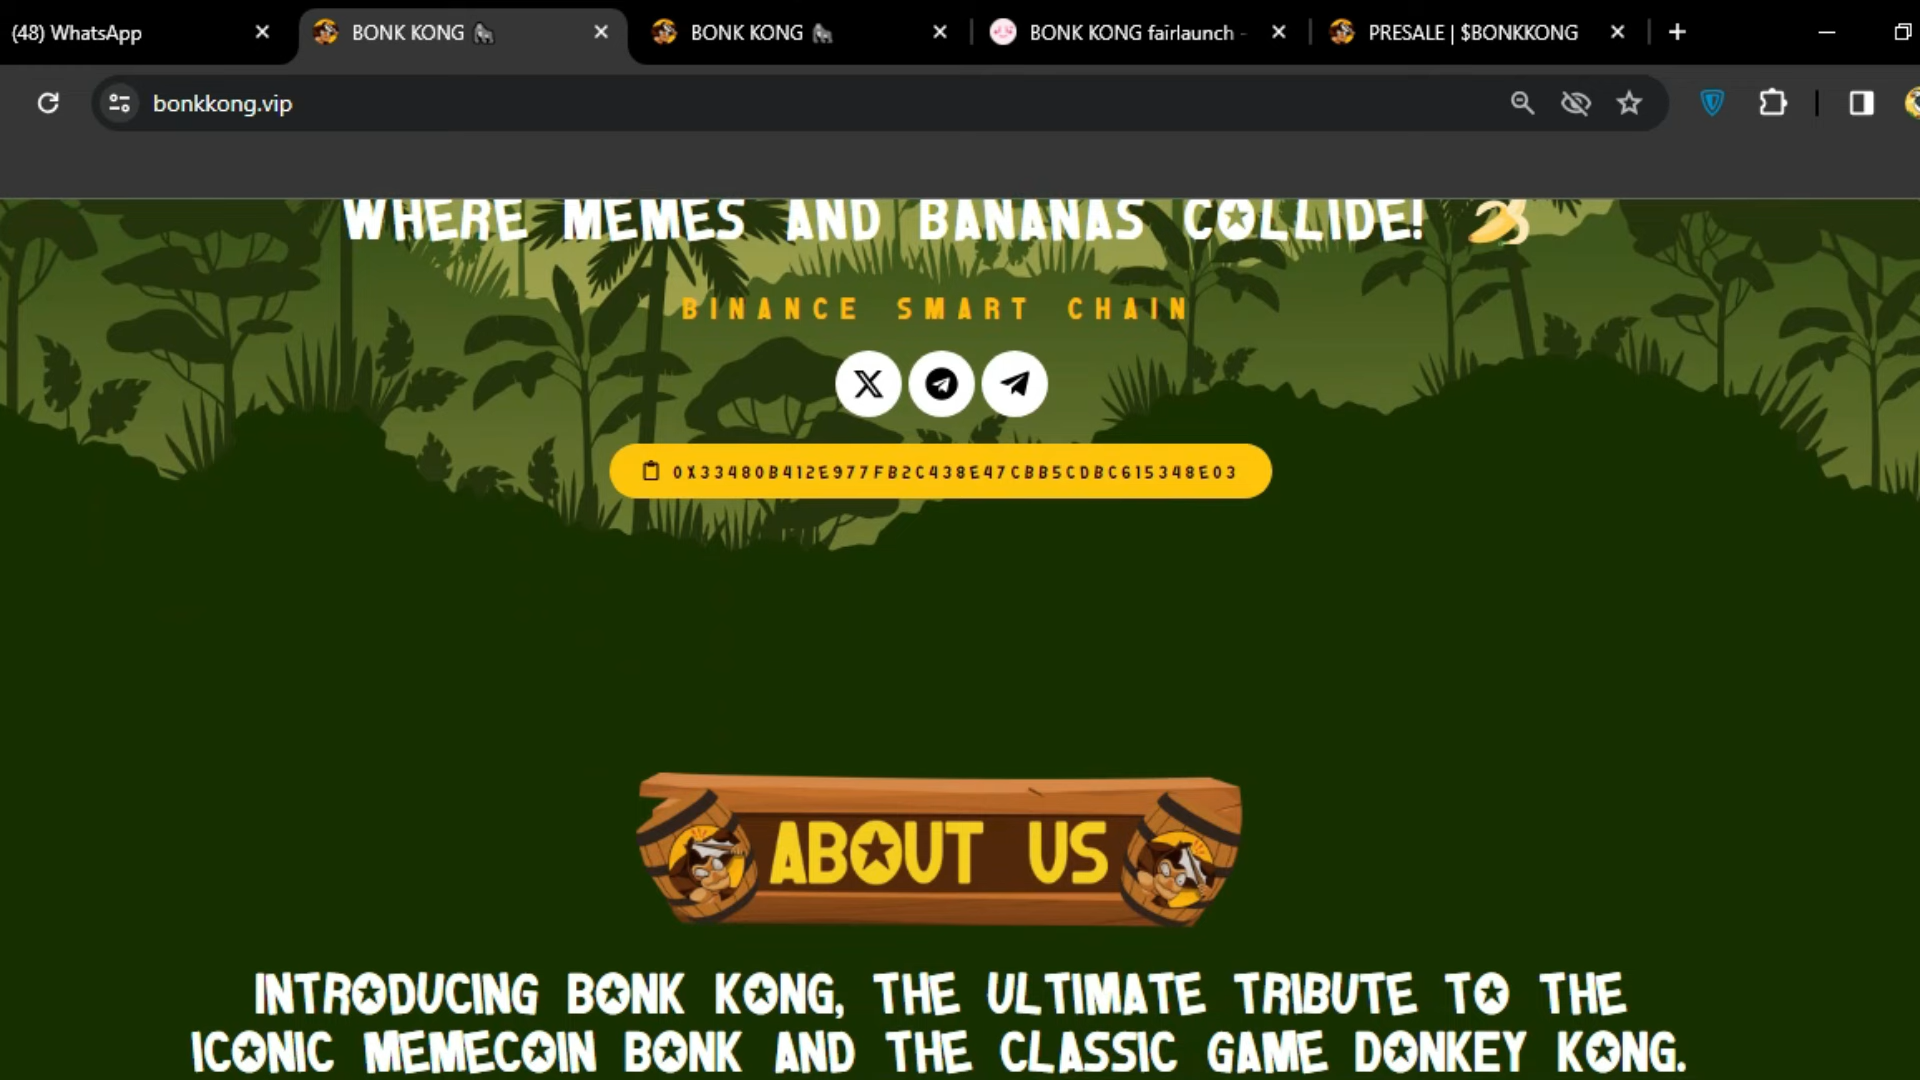 (48) WhatsApp
BONK KONG 🦍
BONK KONG 🦍
BONK KONG fairlaunch -
PRESALE | $BONKKONG
bonkkong.vip
WHERE MEMES AND BANANAS COLLIDE! 🍌
BINANCE SMART CHAIN
0X33480B412E977FB2C438E47CBB5CDBC615348E03
ABOUT US
INTRODUCING BONK KONG, THE ULTIMATE TRIBUTE TO THE
ICONIC MEMECOIN BONK AND THE CLASSIC GAME DONKEY KONG.